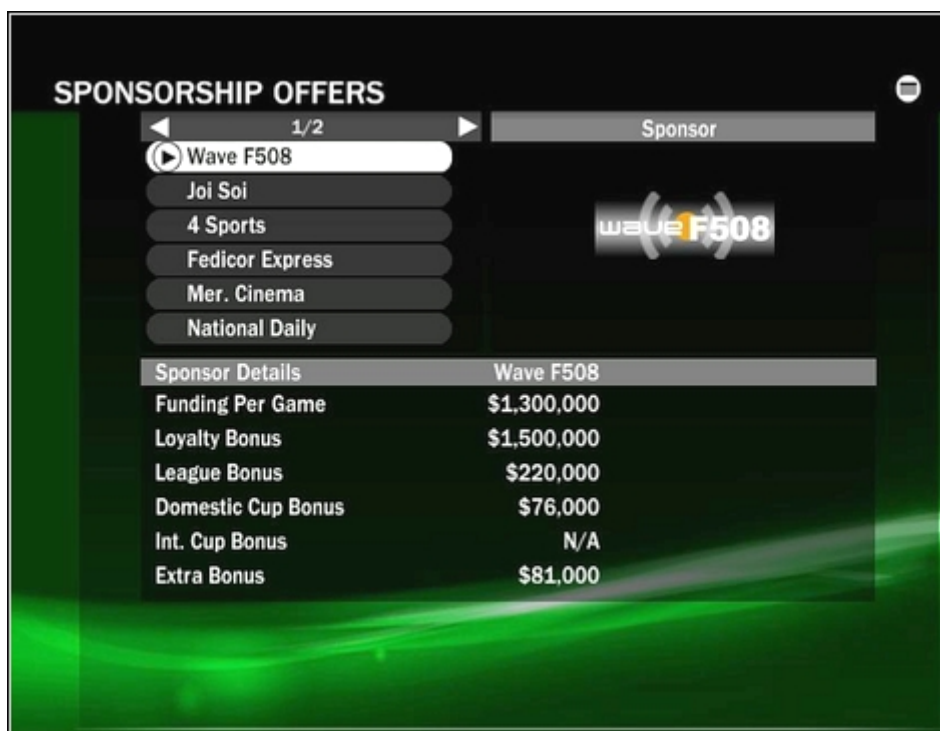 SPONSORSHIP OFFERS
1/2
Sponsor
Wave F508
Joi Soi
4 Sports
Fedicor Express
Mer. Cinema
National Daily
wave F508
Sponsor Details Wave F508
Funding Per Game $1,300,000
Loyalty Bonus $1,500,000
League Bonus $220,000
Domestic Cup Bonus $76,000
Int. Cup Bonus N/A
Extra Bonus $81,000